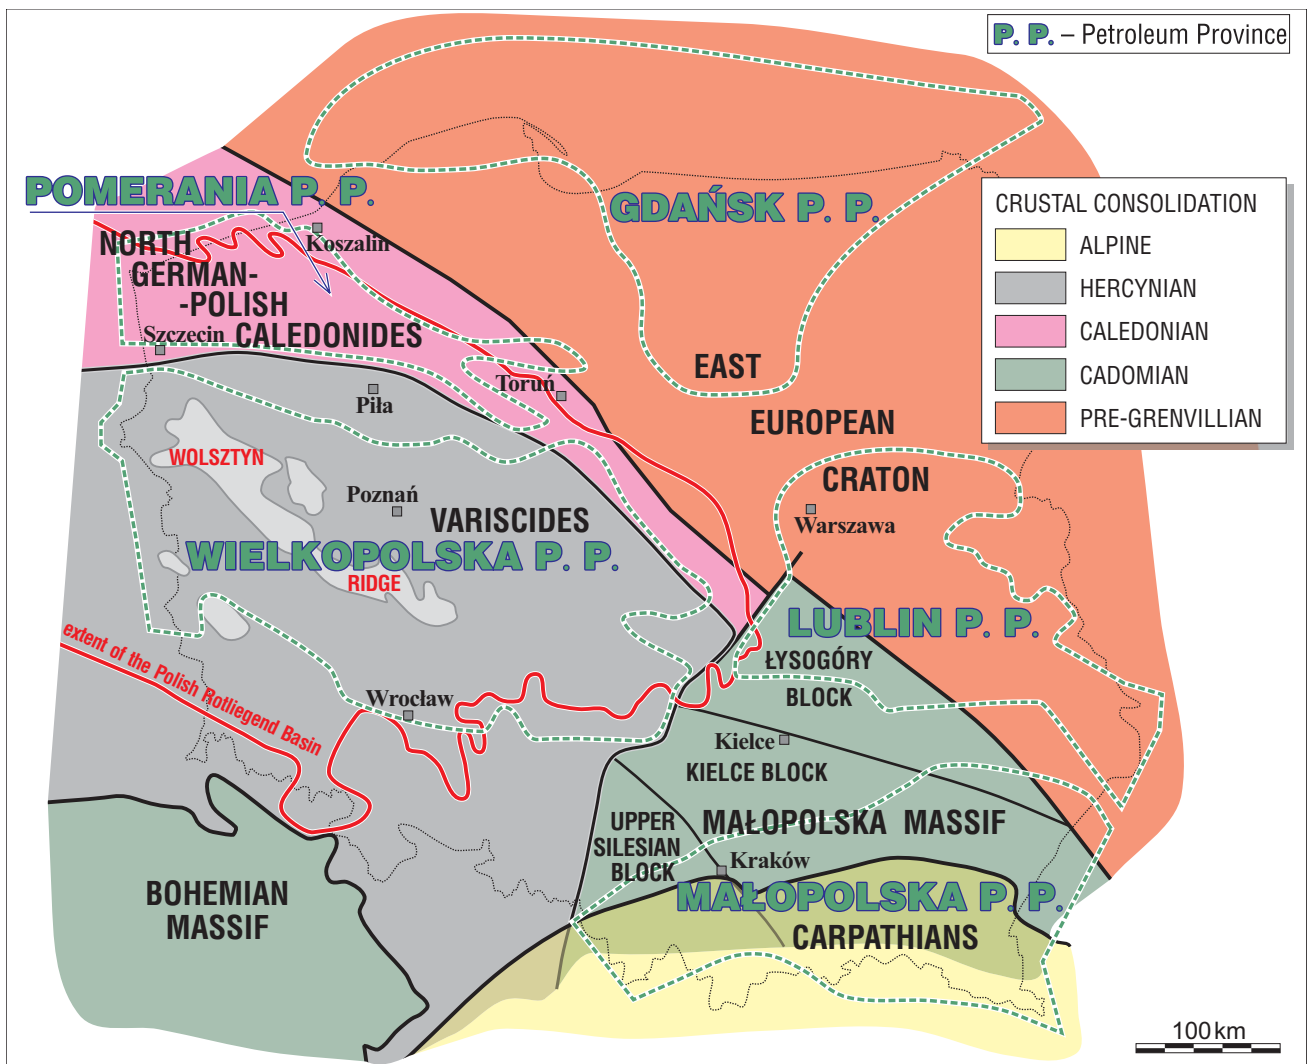 P. P. – Petroleum Province
POMERANIA P. P.
GDAŃSK P. P.
CRUSTAL CONSOLIDATION
ALPINE
HERCYNIAN
CALEDONIAN
CADOMIAN
PRE-GRENVILLIAN
Koszalin
NORTH
GERMAN-
-POLISH
CALEDONIDES
Szczecin
EAST
EUROPEAN
CRATON
Toruń
Piła
WOLSZTYN
RIDGE
Poznań
VARISCIDES
Warszawa
WIELKOPOLSKA P. P.
LUBLIN P. P.
ŁYSOGÓRY
BLOCK
extent of the Polish Rotliegend Basin
Wrocław
Kielce
KIELCE BLOCK
UPPER
SILESIAN
BLOCK
MAŁOPOLSKA MASSIF
Kraków
BOHEMIAN
MASSIF
MAŁOPOLSKA P. P.
CARPATHIANS
100 km